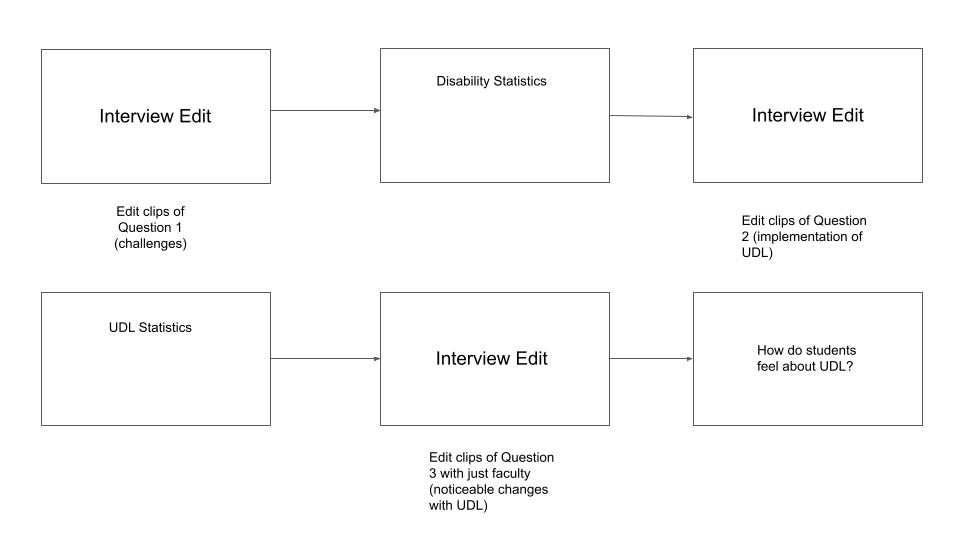 Interview Edit
Disability Statistics
Interview Edit
Edit clips of
Question 1
(challenges)
Edit clips of Question
2 (implementation of
UDL)
UDL Statistics
Interview Edit
How do students
feel about UDL?
Edit clips of Question
3 with just faculty
(noticeable changes
with UDL)